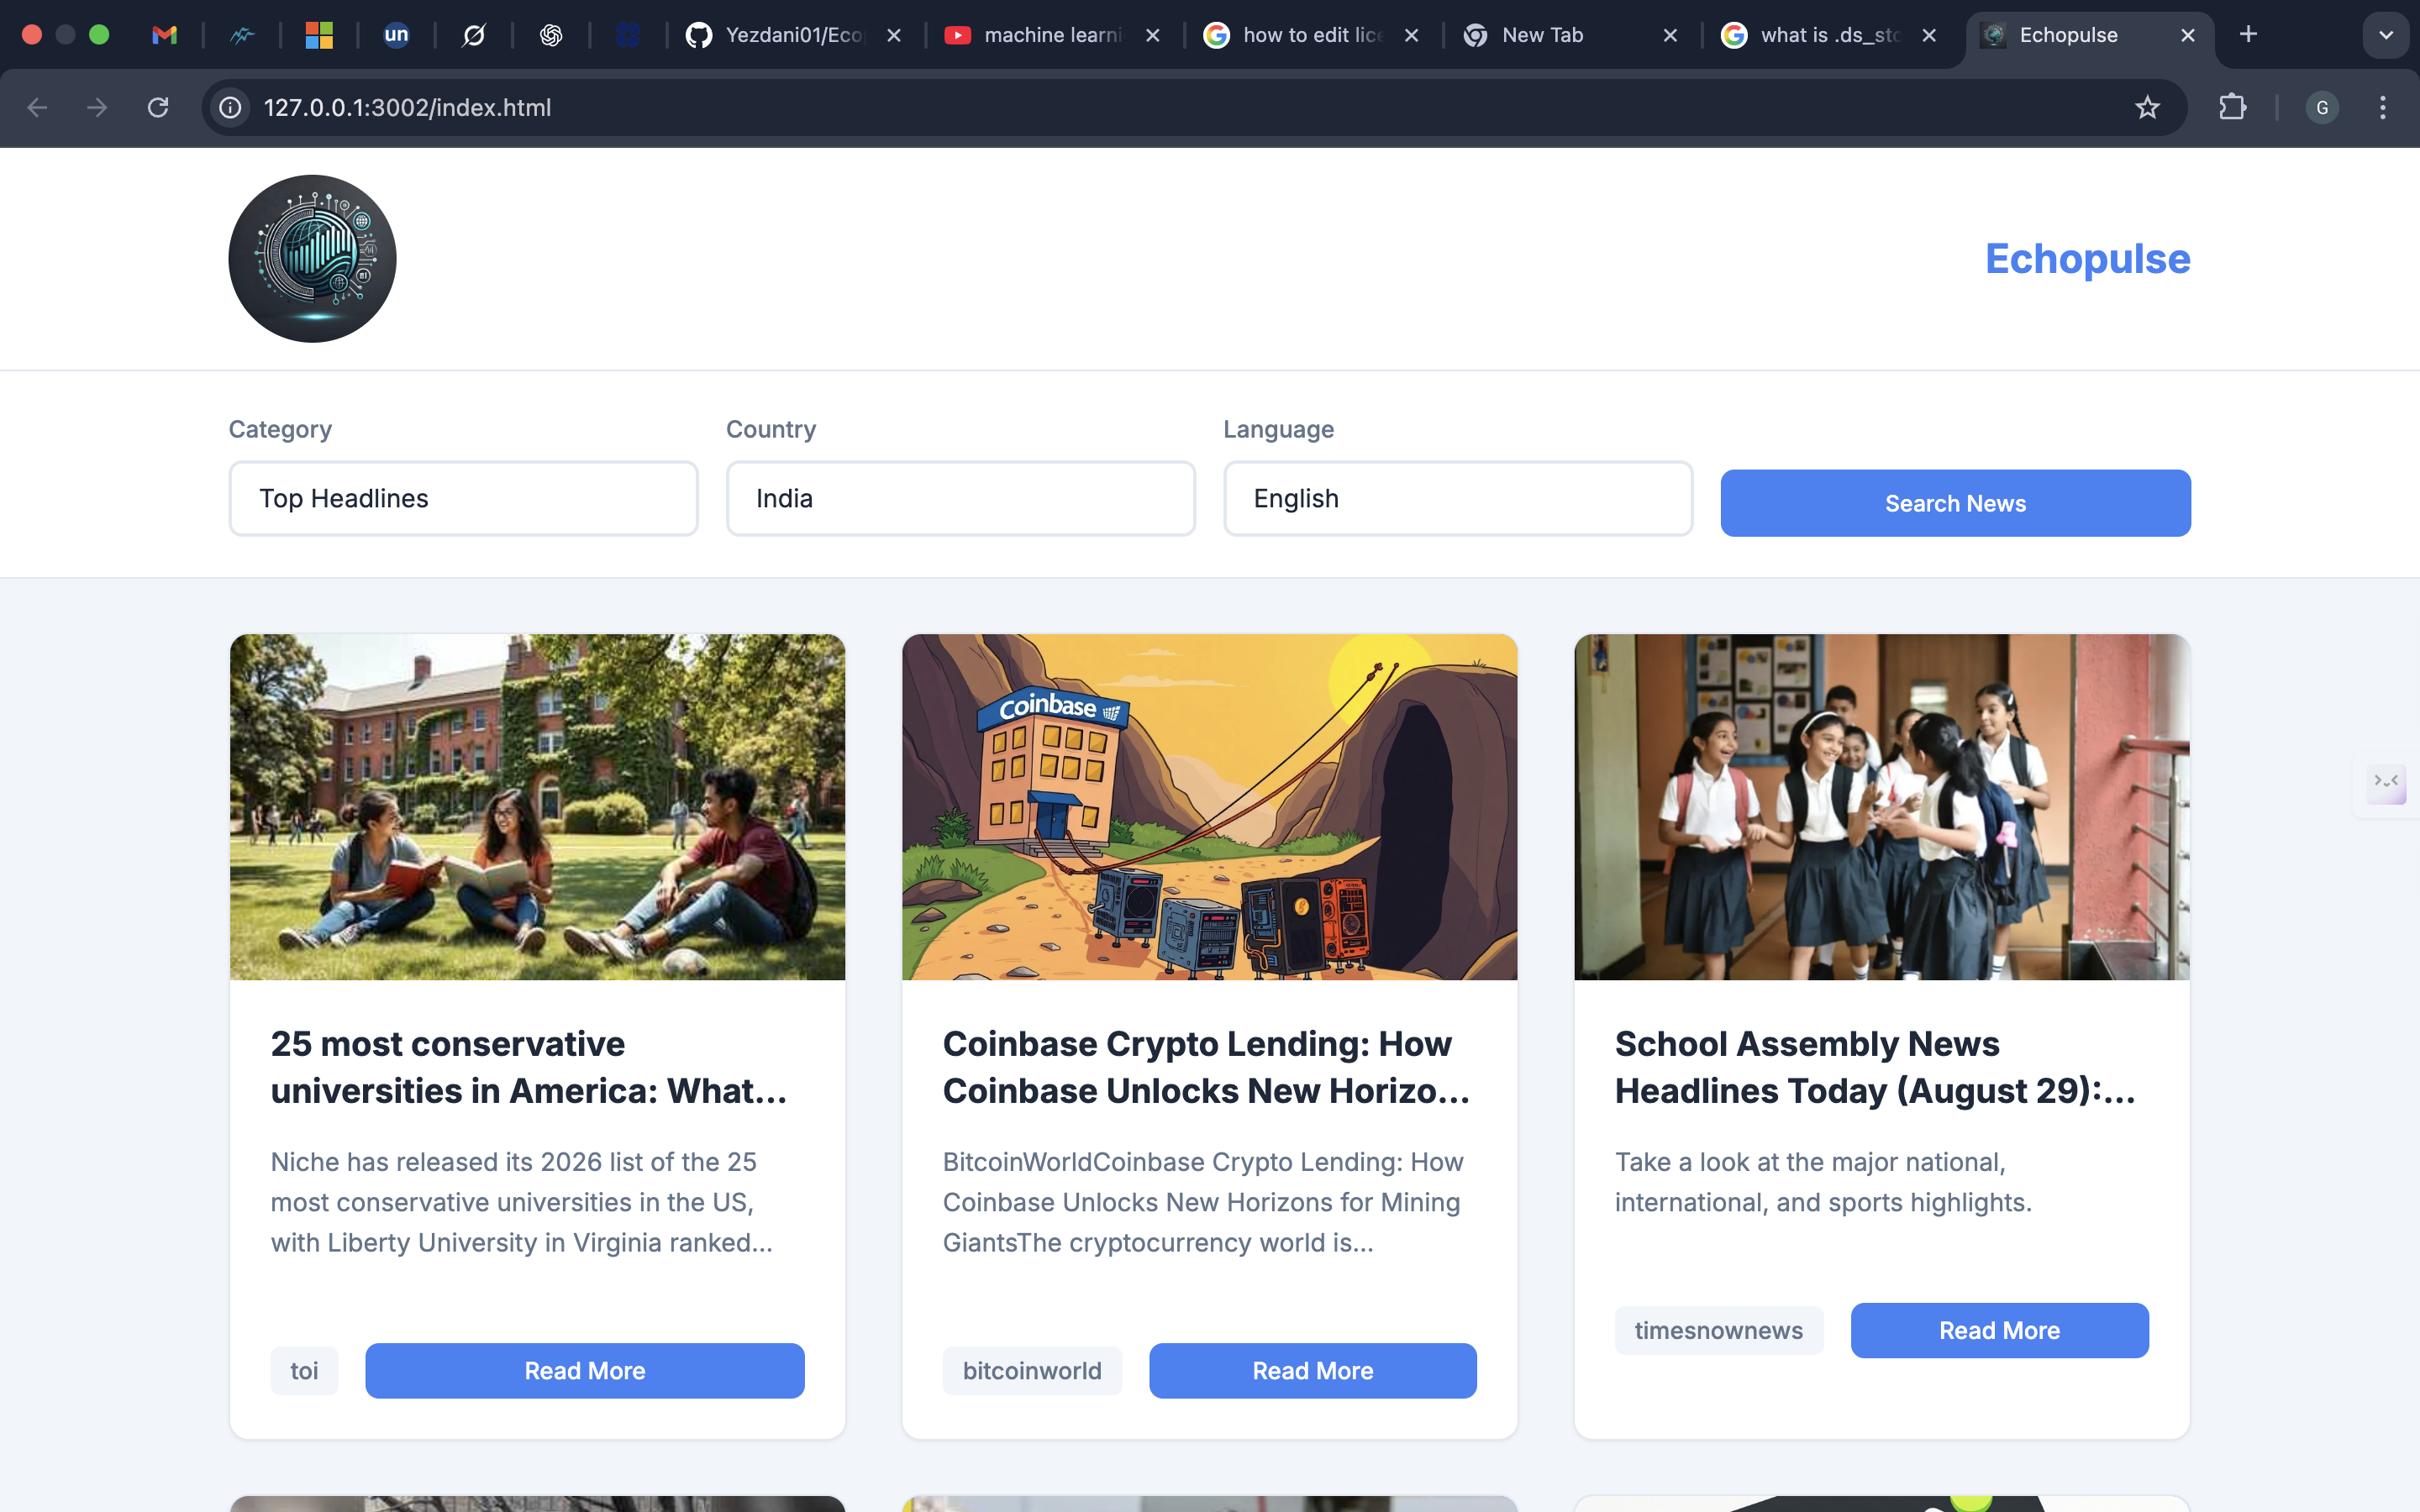 un
Yezdani01/Eco
machine learni
how to edit lice
New Tab
what is .ds_sto
Echopulse
127.0.0.1:3002/index.html
G
Echopulse
Category
Country
Language
Top Headlines
India
English
Search News
Coinbase
25 most conservative
universities in America: What...
Niche has released its 2026 list of the 25
most conservative universities in the US,
with Liberty University in Virginia ranked...
toi
Read More
Coinbase Crypto Lending: How
Coinbase Unlocks New Horizo...
BitcoinWorldCoinbase Crypto Lending: How
Coinbase Unlocks New Horizons for Mining
GiantsThe cryptocurrency world is...
bitcoinworld
Read More
School Assembly News
Headlines Today (August 29):...
Take a look at the major national,
international, and sports highlights.
timesnownews
Read More